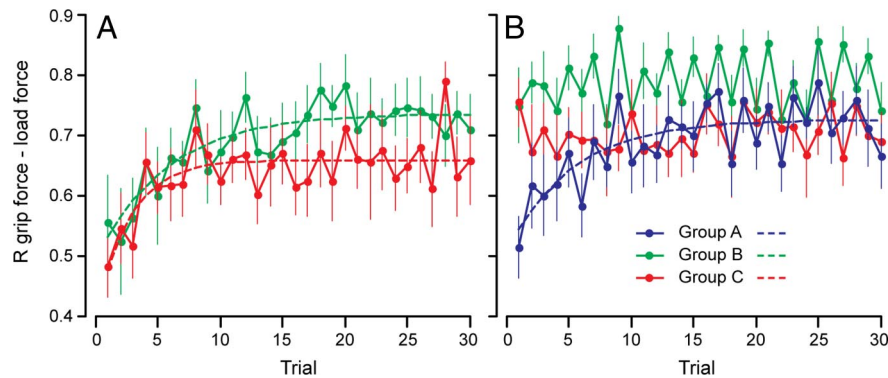 A
B
0.9
0.8
0.7
0.6
0.5
0.4
R grip force - load force
0 5 10 15 20 25 30
0 5 10 15 20 25 30
Trial
Trial
Group A
Group B
Group C